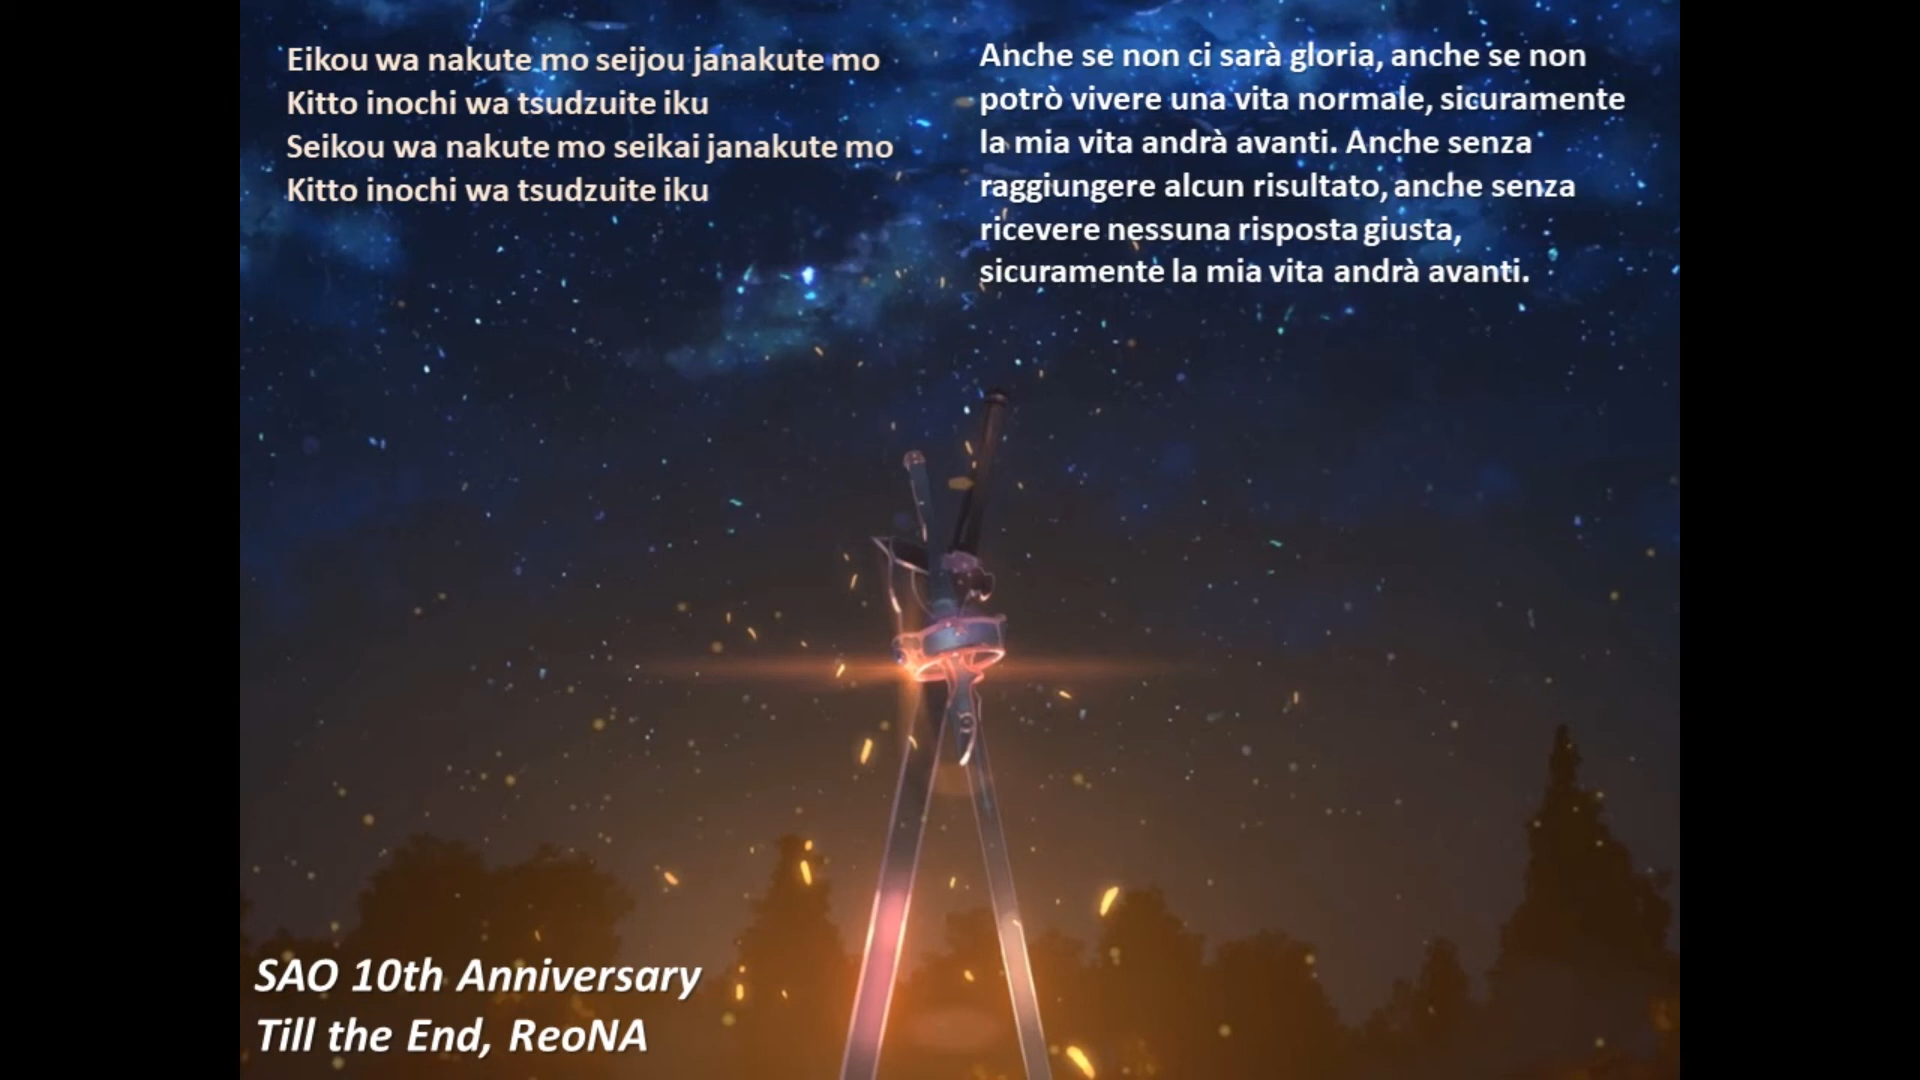 Eikou wa nakute mo seijou janakute mo
Kitto inochi wa tsudzuite iku
Seikou wa nakute mo seikai janakute mo
Kitto inochi wa tsudzuite iku
Anche se non ci sarà gloria, anche se non
potrò vivere una vita normale, sicuramente
la mia vita andrà avanti. Anche senza
raggiungere alcun risultato, anche senza
ricevere nessuna risposta giusta,
sicuramente la mia vita andrà avanti.
SAO 10th Anniversary
Till the End, ReoNA